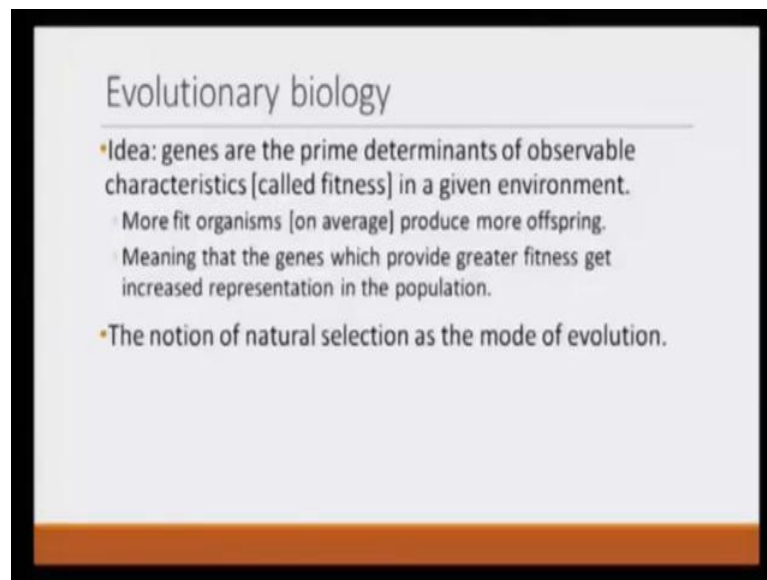 Evolutionary biology
•Idea: genes are the prime determinants of observable
characteristics [called fitness] in a given environment.
More fit organisms [on average] produce more offspring.
Meaning that the genes which provide greater fitness get
increased representation in the population.
•The notion of natural selection as the mode of evolution.